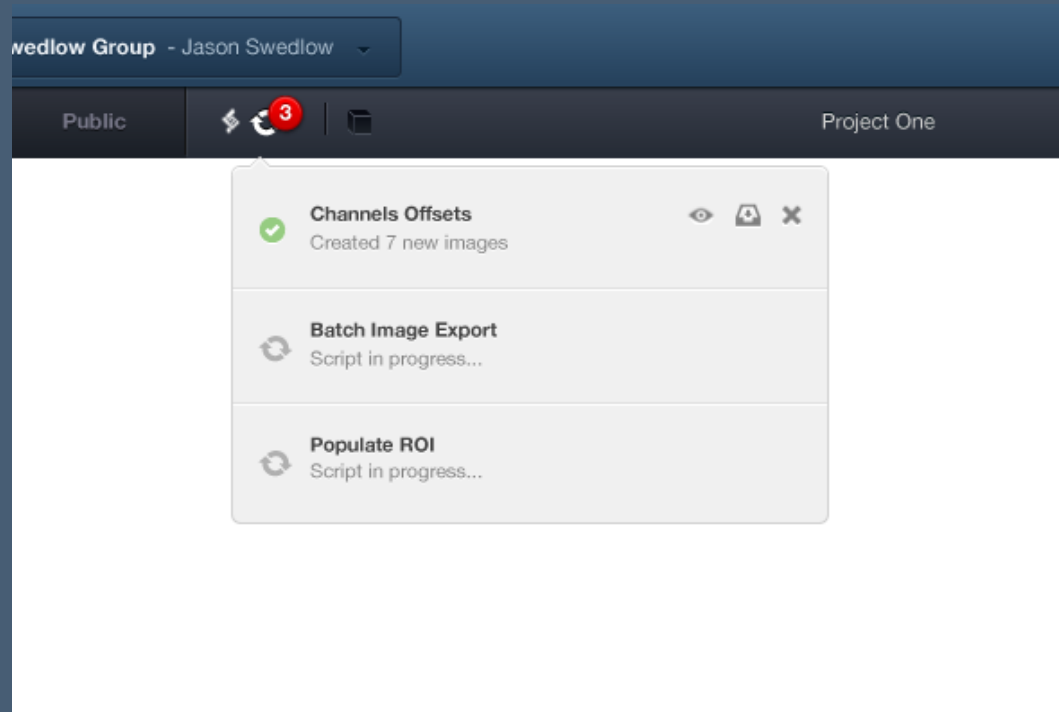 wedlow Group - Jason Swedlow
Public
3
Project One
Channels Offsets
Created 7 new images
Batch Image Export
Script in progress...
Populate ROI
Script in progress...